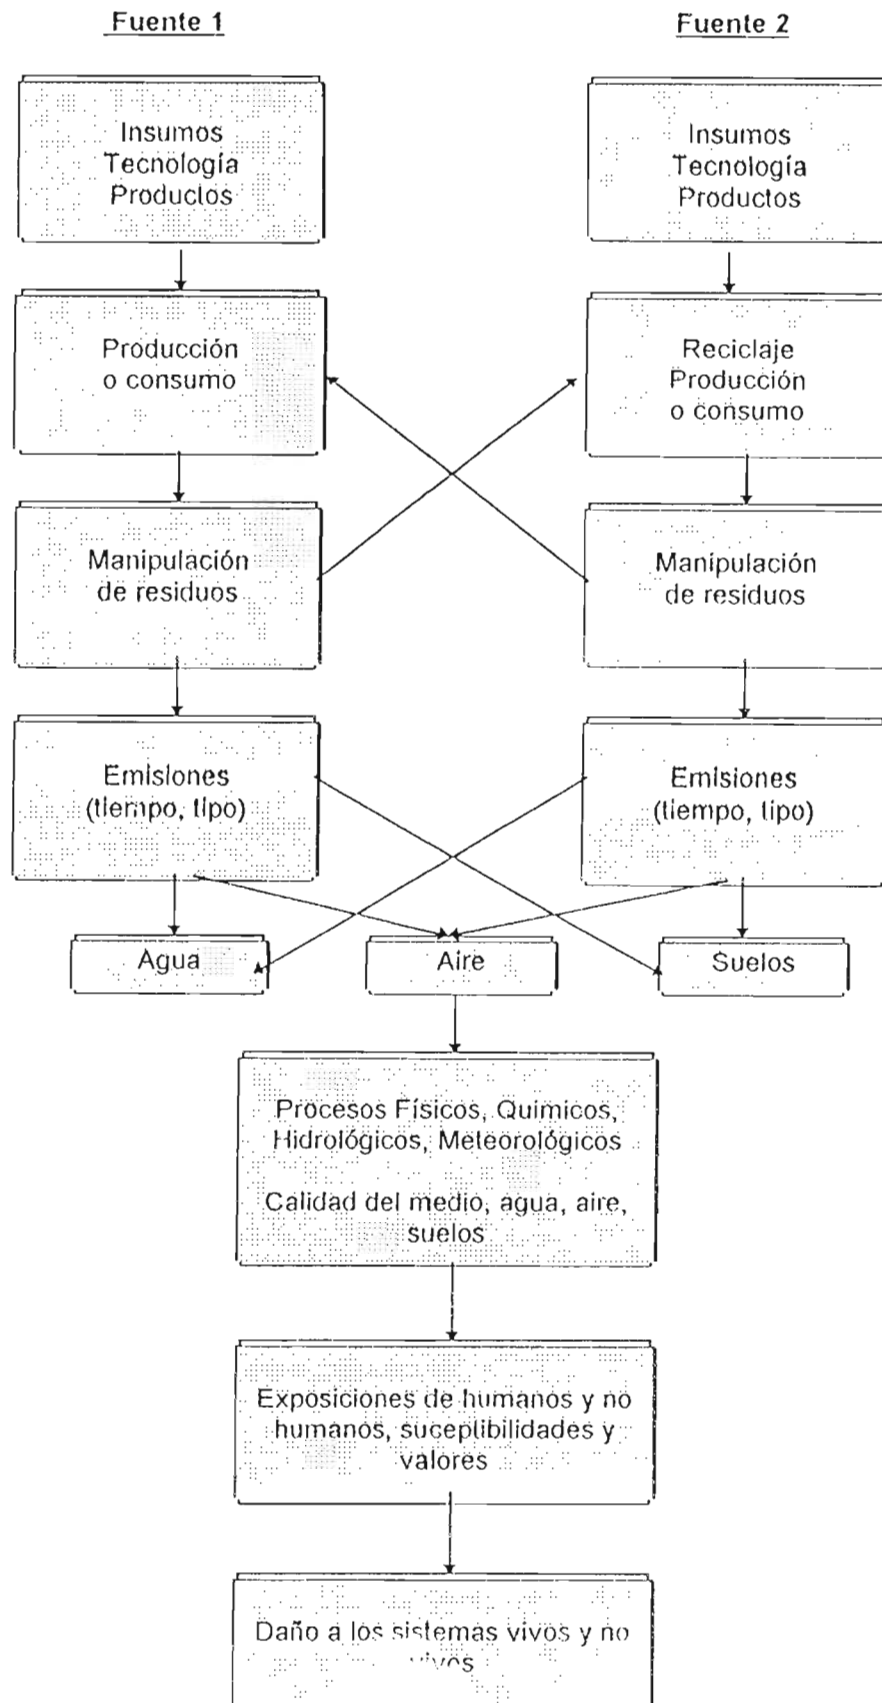 Fuente 1
Fuente 2
Insumos
Tecnología
Productos
Insumos
Tecnología
Productos
Producción
o consumo
Reciclaje
Producción
o consumo
Manipulación
de residuos
Manipulación
de residuos
Emisiones
(tiempo, tipo)
Emisiones
(tiempo, tipo)
Agua
Aire
Suelos
Procesos Físicos, Químicos,
Hidrológicos, Meteorológicos
Calidad del medio, agua, aire,
suelos
Exposiciones de humanos y no
humanos, suceptibilidades y
valores
Daño a los sistemas vivos y no
vivos